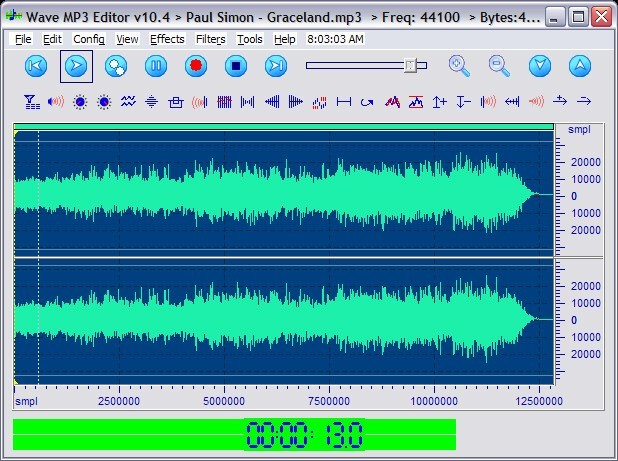 Wave MP3 Editor v10.4 > Paul Simon - Graceland.mp3 > Freq: 44100 > Bytes:4...
File Edit Config View Effects Filters Tools Help 8:03:03 AM
smpl
20000
10000
0
10000
20000
20000
10000
0
10000
20000
smpl 2500000 5000000 7500000 10000000 12500000
00:00: 13.0